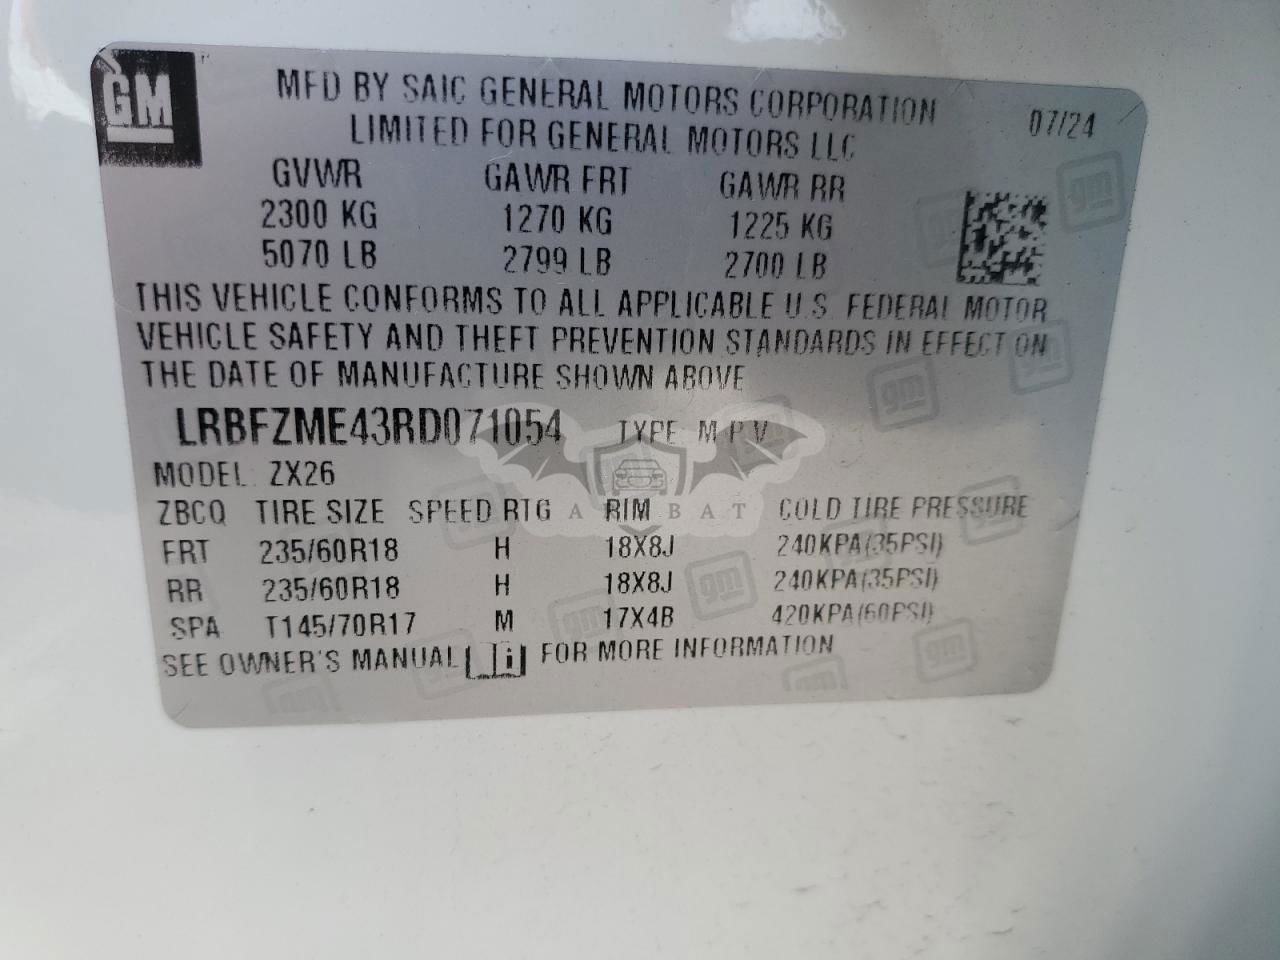 GM
MFD BY SAIC GENERAL MOTORS CORPORATION
LIMITED FOR GENERAL MOTORS LLC
07/24
GVWR GAWR FRT GAWR RR
2300 KG 1270 KG 1225 KG
5070 LB 2799 LB 2700 LB
THIS VEHICLE CONFORMS TO ALL APPLICABLE U.S. FEDERAL MOTOR
VEHICLE SAFETY AND THEFT PREVENTION STANDARDS IN EFFECT ON
THE DATE OF MANUFACTURE SHOWN ABOVE
LRBFZME43RD071054 TYPE: M.P.V
MODEL: ZX26
ZBCQ TIRE SIZE SPEED RTG RIM COLD TIRE PRESSURE
FRT 235/60R18 H 18X8J 240KPA(35PSI)
RR 235/60R18 H 18X8J 240KPA(35PSI)
SPA T145/70R17 M 17X4B 420KPA(60PSI)
SEE OWNER'S MANUAL FOR MORE INFORMATION